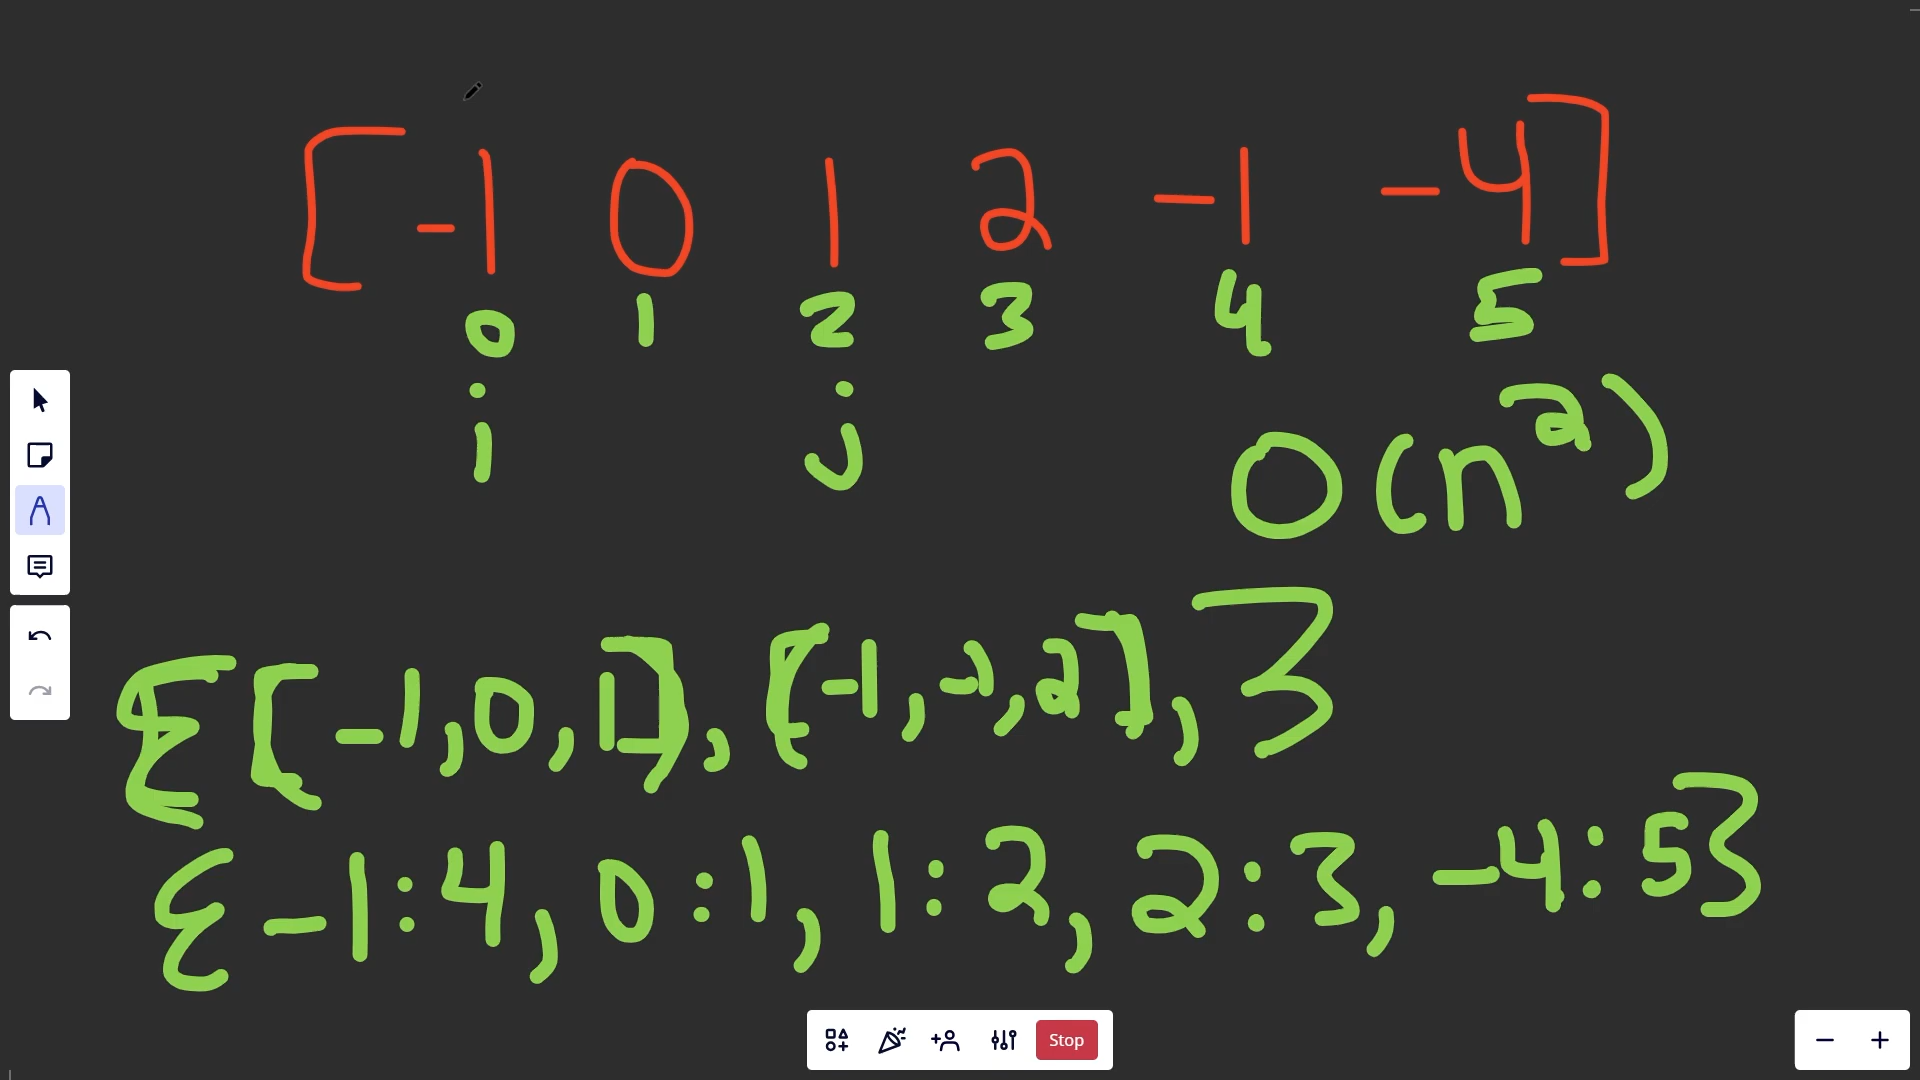 [-1 0 1 2 -1 -4]
0 1 2 3 4 5
i j
O(n²)
{[-1,0,1],[-1,-1,2],}
{-1:4,0:1,1:2,2:3,-4:5}
Stop